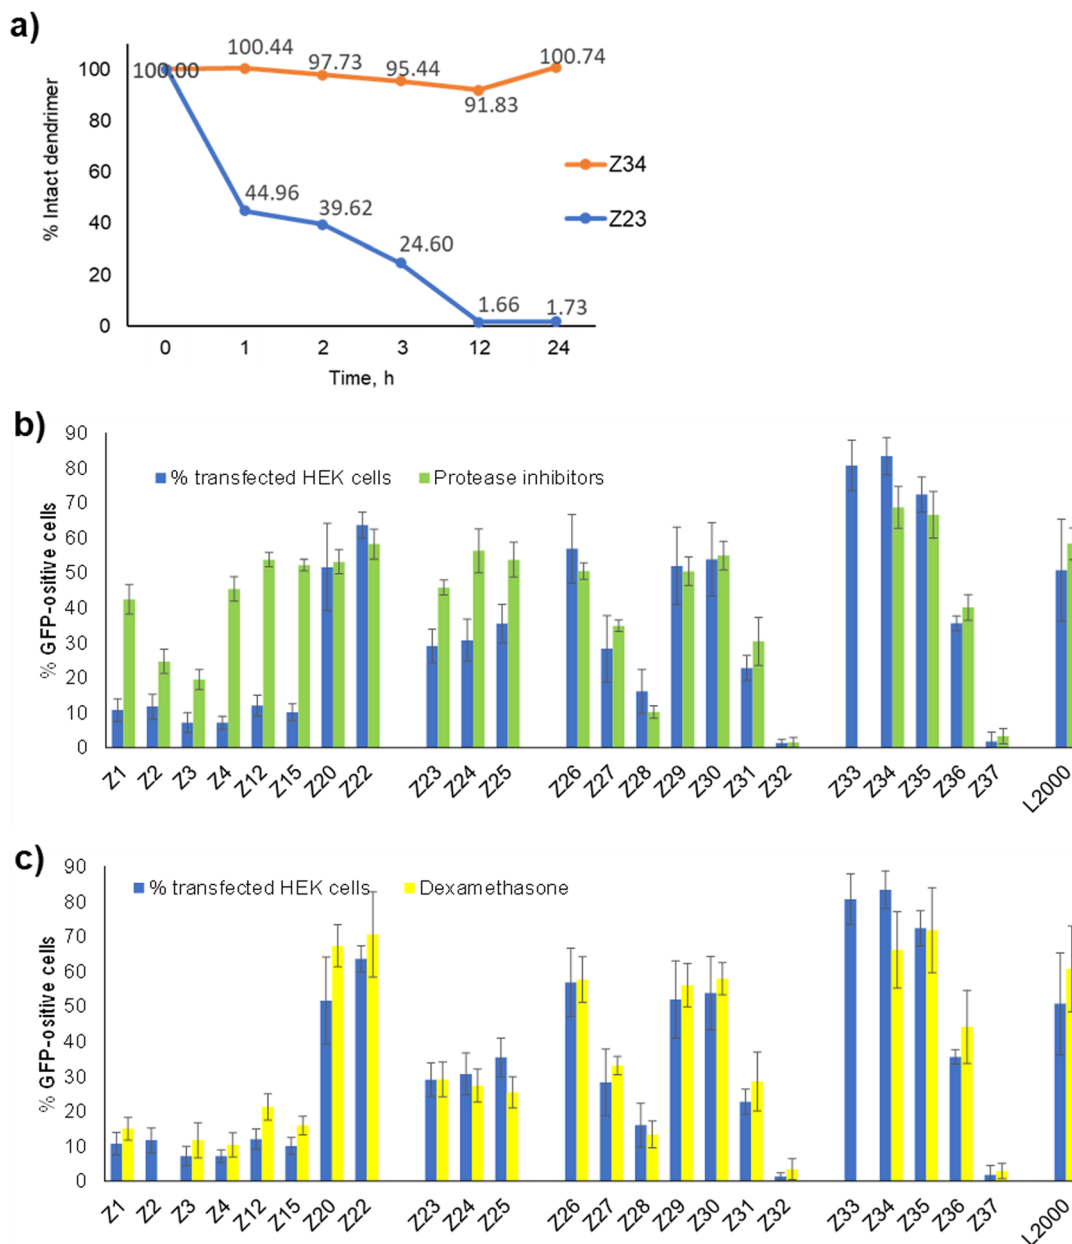 a)
100.44
97.73
95.44
91.83
100.74
100.00
44.96
39.62
24.60
1.66
1.73
100
80
60
40
20
0
% Intact dendrimer
Z34
Z23
0 1 2 3 12 24
Time, h
b)
90
80
70
60
50
40
30
20
10
0
% GFP-ositive cells
% transfected HEK cells Protease inhibitors
Z1 Z2 Z3 Z4 Z12 Z15 Z20 Z22 Z23 Z24 Z25 Z26 Z27 Z28 Z29 Z30 Z31 Z32 Z33 Z34 Z35 Z36 Z37 L2000
c)
90
80
70
60
50
40
30
20
10
0
% GFP-ositive cells
% transfected HEK cells Dexamethasone
Z1 Z2 Z3 Z4 Z12 Z15 Z20 Z22 Z23 Z24 Z25 Z26 Z27 Z28 Z29 Z30 Z31 Z32 Z33 Z34 Z35 Z36 Z37 L2000